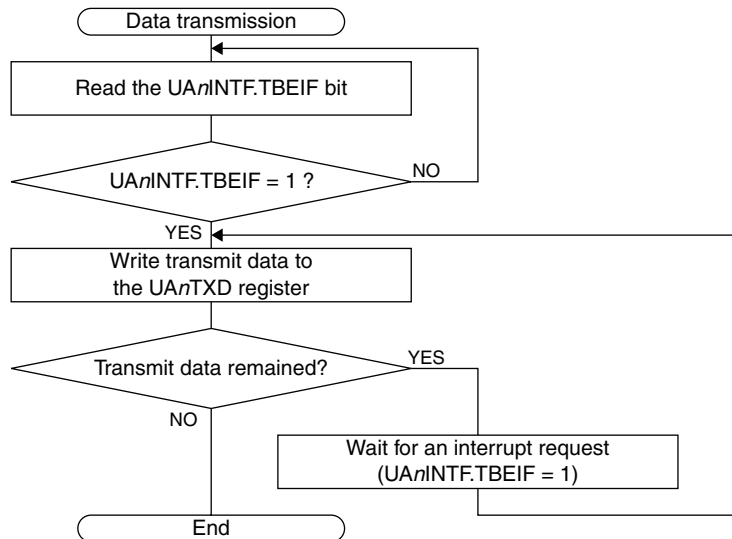 Data transmission
Read the UAnINTF.TBEIF bit
UAnINTF.TBEIF = 1 ?
NO
YES
Write transmit data to
the UAnTXD register
Transmit data remained?
YES
NO
Wait for an interrupt request
(UAnINTF.TBEIF = 1)
End